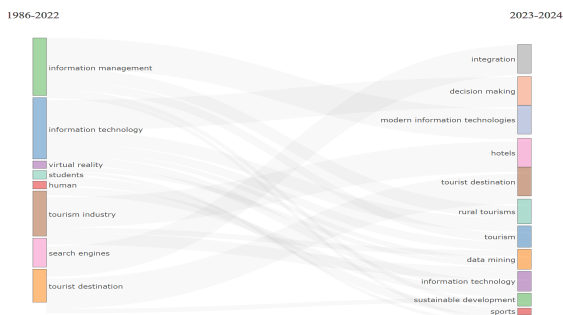 1986-2022
2023-2024
information management
information technology
virtual reality
students
human
tourism industry
search engines
tourist destination
integration
decision making
modern information technologies
hotels
tourist destination
rural tourisms
tourism
data mining
information technology
sustainable development
sports